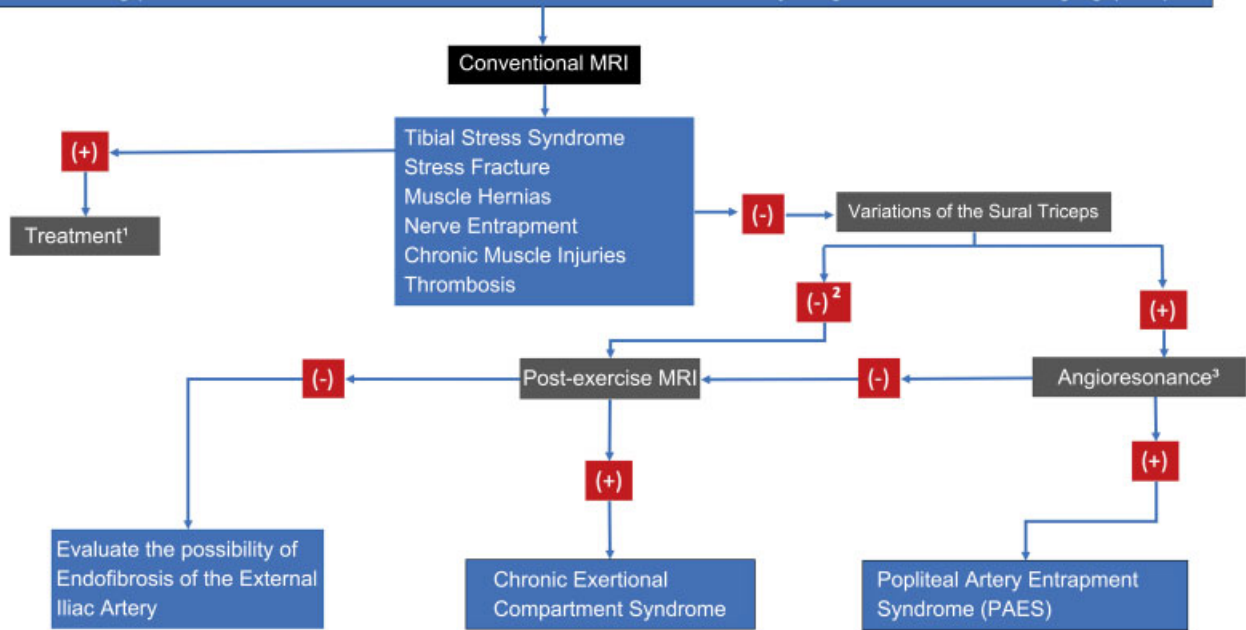 Conventional MRI
Tibial Stress Syndrome
(+)
Stress Fracture
Muscle Hernias
(-)
Variations of the Sural Triceps
Treatment¹
Nerve Entrapment
Chronic Muscle Injuries
Thrombosis
(-)²
(+)
(-)
Post-exercise MRI
(-)
Angioresonance³
(+)
(+)
Evaluate the possibility of
Endofibrosis of the External
Iliac Artery
Chronic Exertional
Compartment Syndrome
Popliteal Artery Entrapment
Syndrome (PAES)